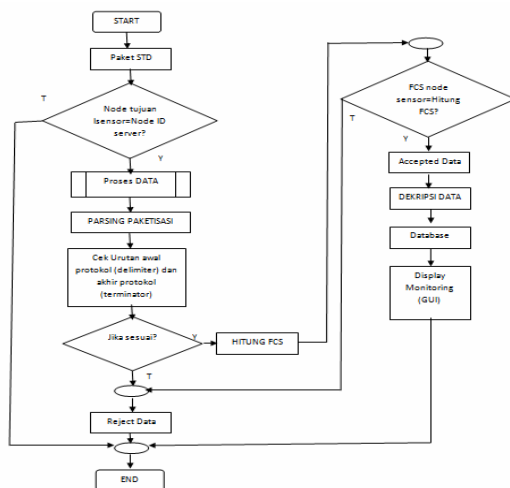 START
Paket STD
T
Node tujuan
lsensor=Node ID
server?
Y
Proses DATA
PARSING PAKETISASI
Cek Urutan awal
protokol (delimiter) dan
akhir protokol
(terminator)
Jika sesuai?
Y
HITUNG FCS
T
Reject Data
END
FCS node
sensor=Hitung
FCS?
T
Y
Accepted Data
DEKRIPSI DATA
Database
Display
Monitoring
(GUI)